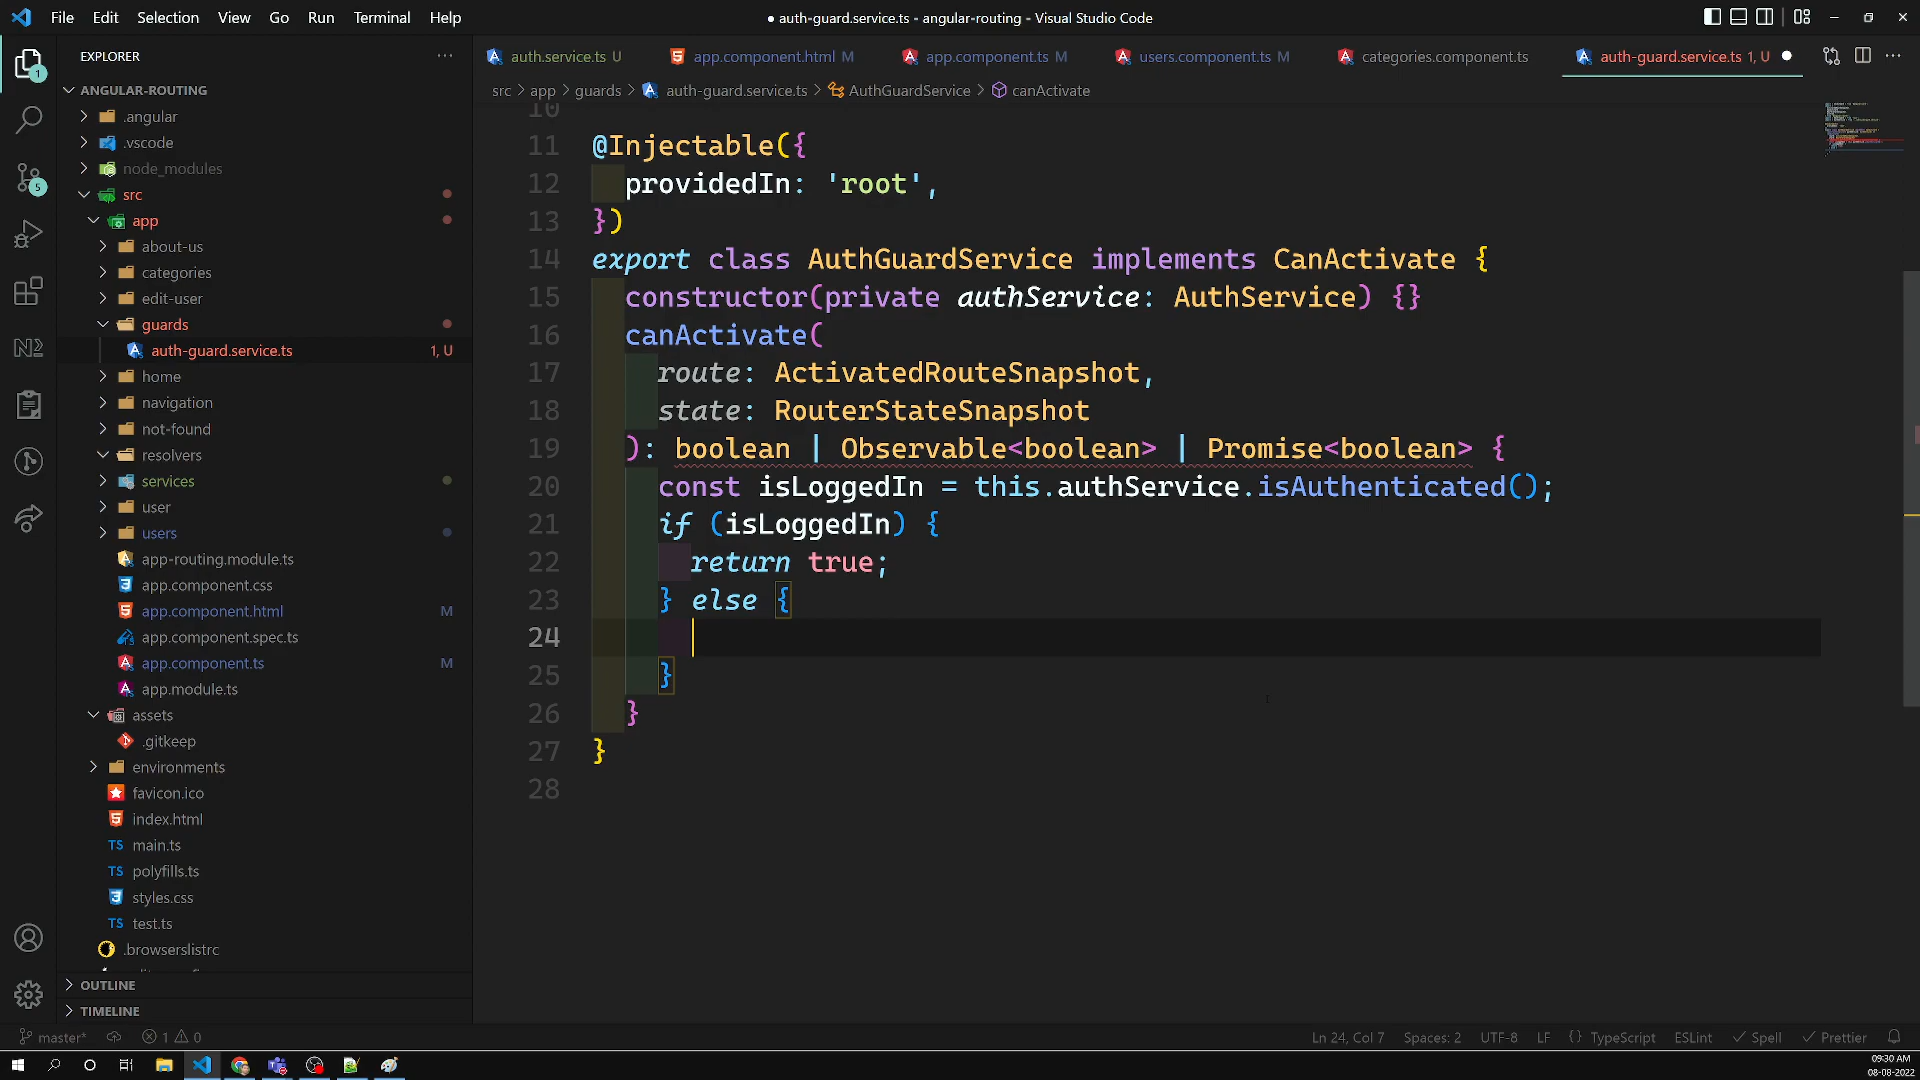 File Edit Selection View Go Run Terminal Help
● auth-guard.service.ts - angular-routing - Visual Studio Code
EXPLORER
ANGULAR-ROUTING
.angular
.vscode
node_modules
src
app
about-us
categories
edit-user
guards
auth-guard.service.ts 1, U
home
navigation
not-found
resolvers
services
user
users
app-routing.module.ts
app.component.css
app.component.html M
app.component.spec.ts
app.component.ts M
app.module.ts
assets
.gitkeep
environments
favicon.ico
index.html
TS main.ts
TS polyfills.ts
styles.css
TS test.ts
.browserslistrc
OUTLINE
TIMELINE
1
5
auth.service.ts U app.component.html M app.component.ts M users.component.ts M categories.component.ts auth-guard.service.ts 1, U
src > app > guards > auth-guard.service.ts > AuthGuardService > canActivate
10
11 @Injectable({
12 providedIn: 'root',
13 })
14 export class AuthGuardService implements CanActivate {
15 constructor(private authService: AuthService) {}
16 canActivate(
17 route: ActivatedRouteSnapshot,
18 state: RouterStateSnapshot
19 ): boolean | Observable<boolean> | Promise<boolean> {
20 const isLoggedIn = this.authService.isAuthenticated();
21 if (isLoggedIn) {
22 return true;
23 } else {
24
25 }
26 }
27 }
28
master* 1 0 Ln 24, Col 7 Spaces: 2 UTF-8 LF {} TypeScript ESLint Spell Prettier
09:30 AM
08-08-2022